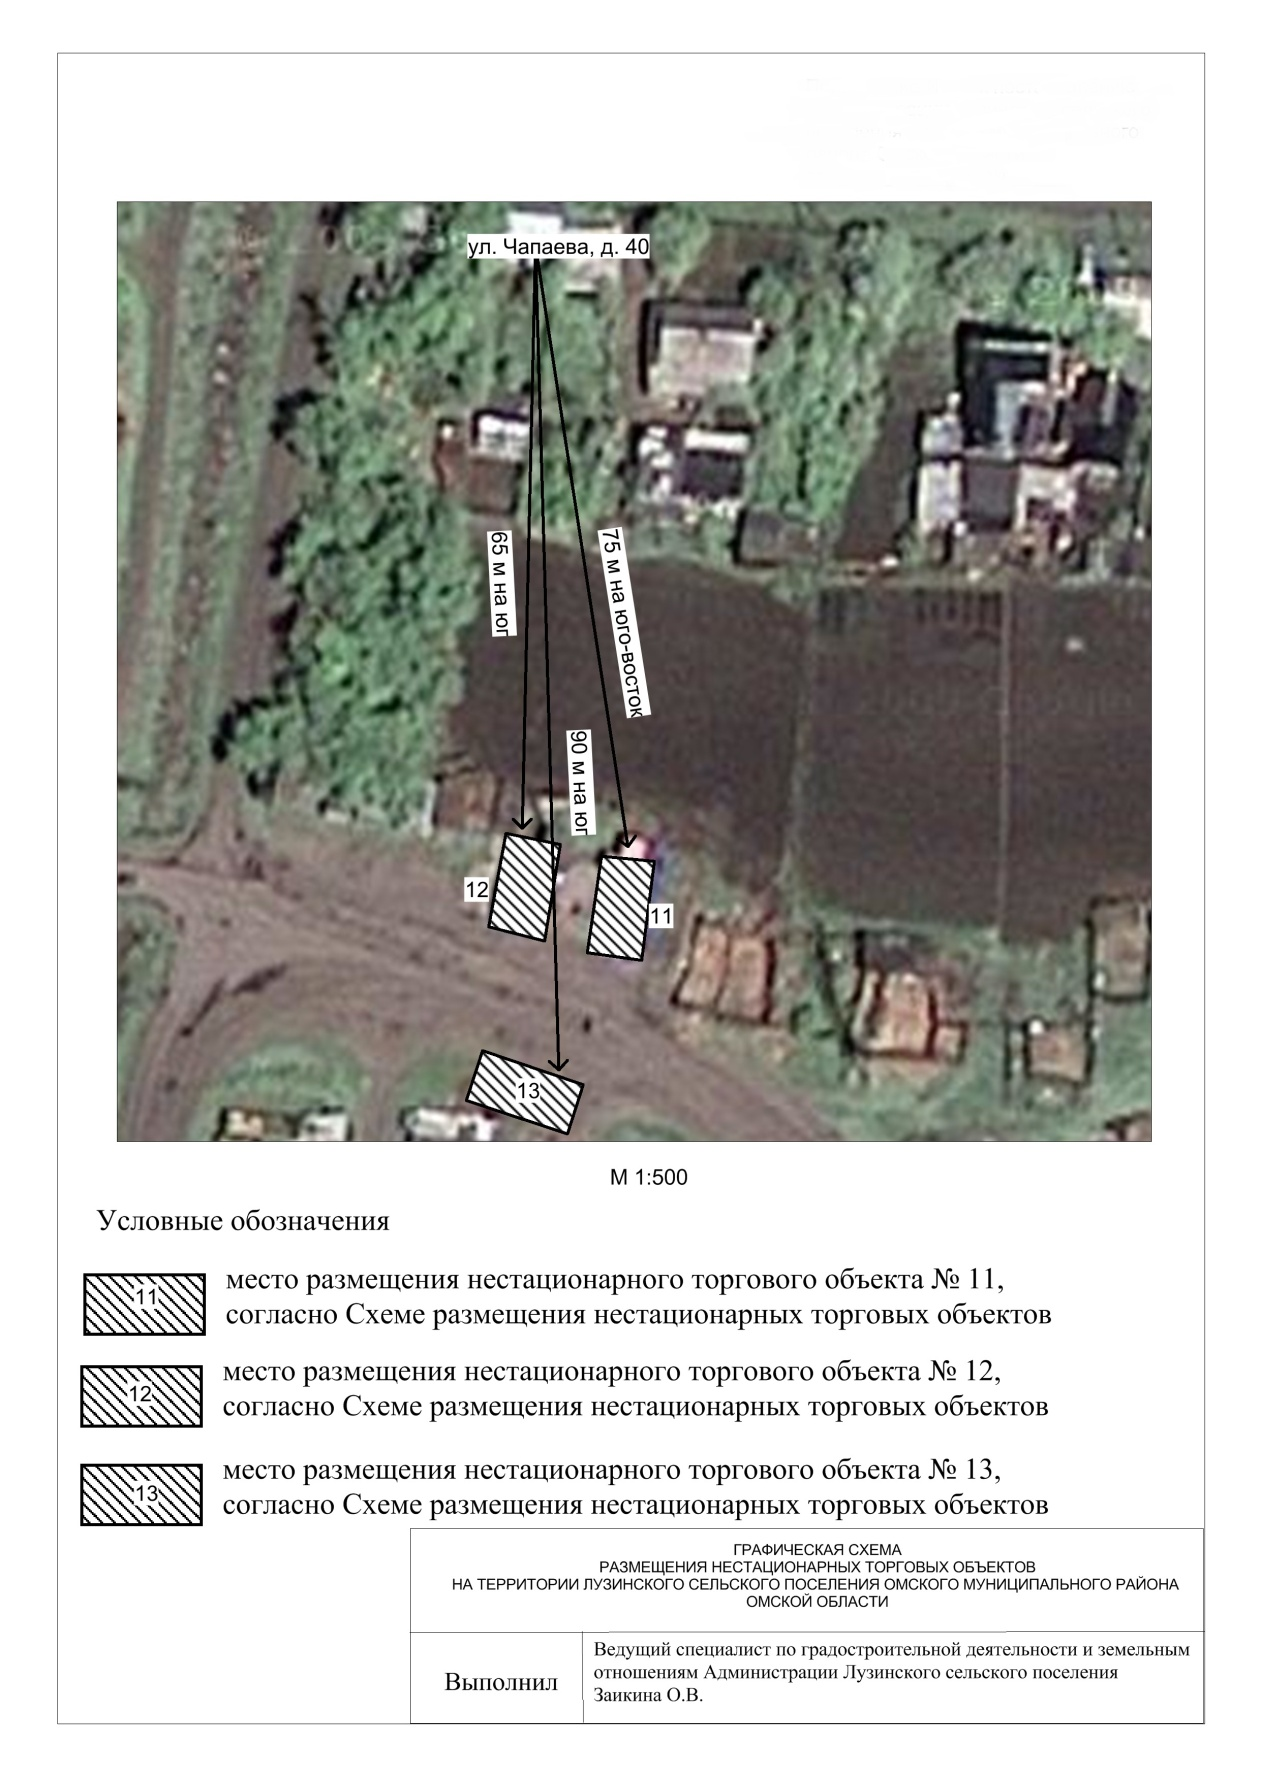 ул. Чапаева, д. 40
65 м на юг
75 м на юго-восток
90 м на юг
12
11
13
М 1:500
Условные обозначения
11
место размещения нестационарного торгового объекта № 11,
согласно Схеме размещения нестационарных торговых объектов
12
место размещения нестационарного торгового объекта № 12,
согласно Схеме размещения нестационарных торговых объектов
13
место размещения нестационарного торгового объекта № 13,
согласно Схеме размещения нестационарных торговых объектов
ГРАФИЧЕСКАЯ СХЕМА
РАЗМЕЩЕНИЯ НЕСТАЦИОНАРНЫХ ТОРГОВЫХ ОБЪЕКТОВ
НА ТЕРРИТОРИИ ЛУЗИНСКОГО СЕЛЬСКОГО ПОСЕЛЕНИЯ ОМСКОГО МУНИЦИПАЛЬНОГО РАЙОНА
ОМСКОЙ ОБЛАСТИ
Выполнил
Ведущий специалист по градостроительной деятельности и земельным
отношениям Администрации Лузинского сельского поселения
Заикина О.В.